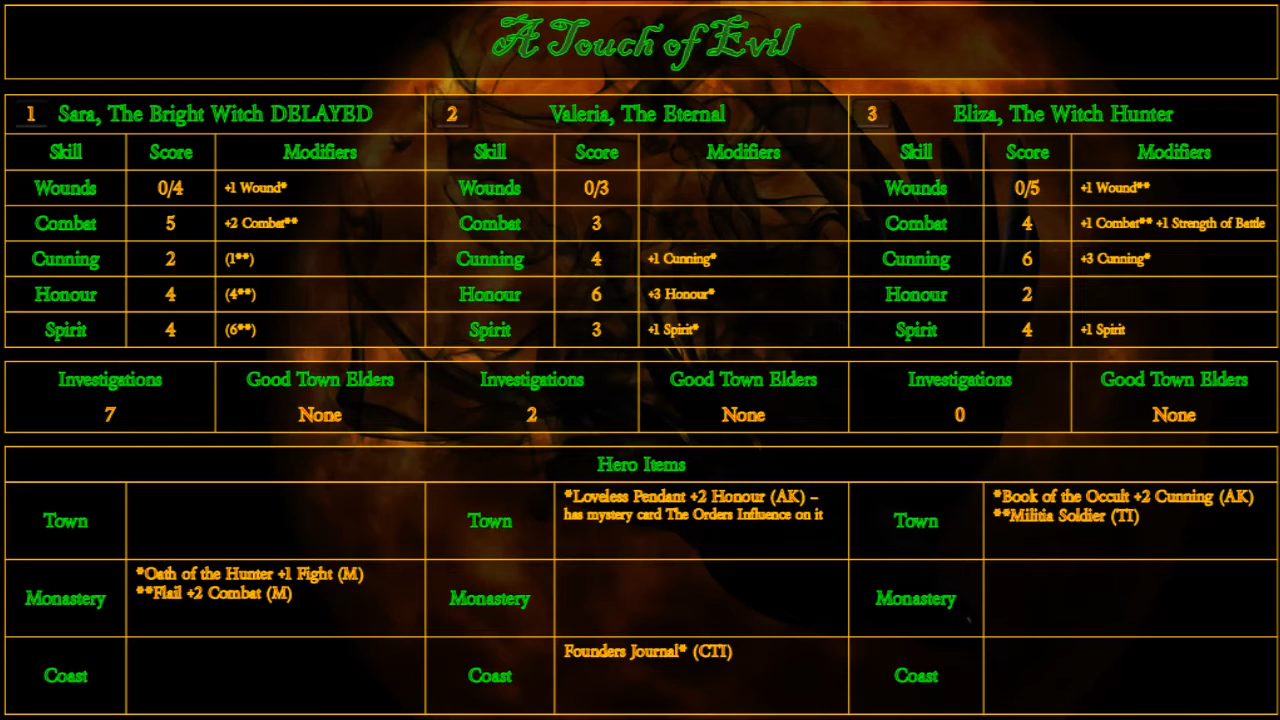 A Touch of Evil
1 Sara, The Bright Witch DELAYED 2 Valeria, The Eternal 3 Eliza, The Witch Hunter
Skill Score Modifiers Skill Score Modifiers Skill Score Modifiers
Wounds 0/4 +1 Wound* Wounds 0/3 Wounds 0/5 +1 Wound**
Combat 5 +2 Combat** Combat 3 Combat 4 +1 Combat** +1 Strength of Battle
Cunning 2 (1**) Cunning 4 +1 Cunning* Cunning 6 +3 Cunning*
Honour 4 (4**) Honour 6 +3 Honour* Honour 2
Spirit 4 (6**) Spirit 3 +1 Spirit* Spirit 4 +1 Spirit
Investigations Good Town Elders Investigations Good Town Elders Investigations Good Town Elders
7 None 2 None 0 None
Hero Items
Town Town *Loveless Pendant +2 Honour (AK) –
has mystery card The Orders Influence on it Town *Book of the Occult +2 Cunning (AK)
**Militia Soldier (TI)
Monastery *Oath of the Hunter +1 Fight (M)
**Flail +2 Combat (M) Monastery Monastery
Coast Coast Founders Journal* (CTI) Coast